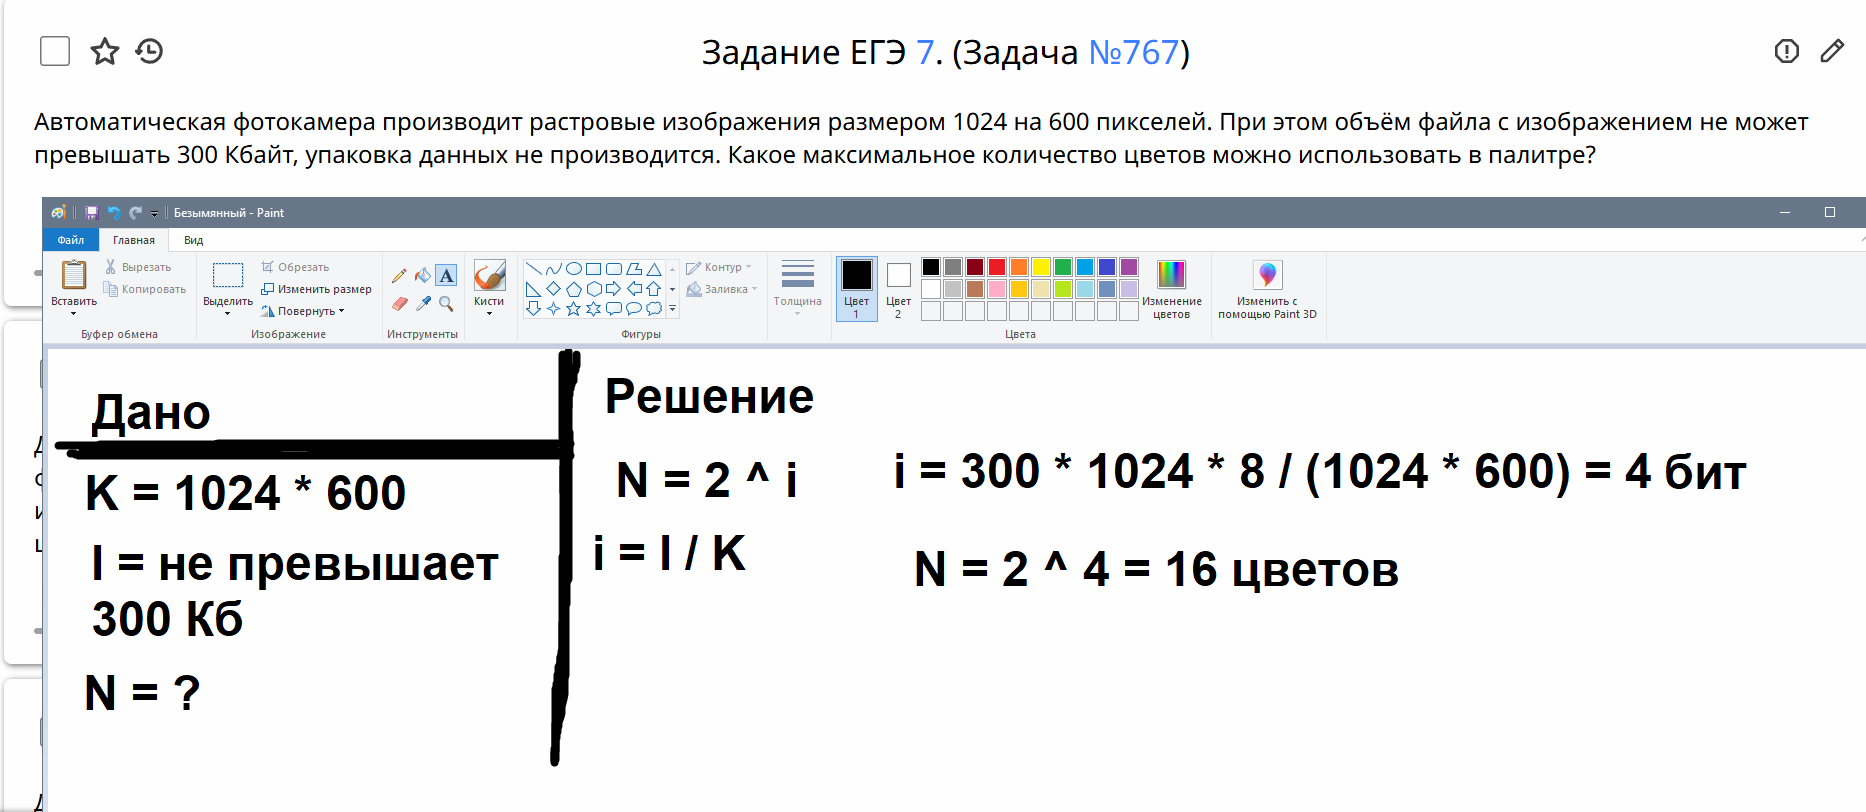 Задание ЕГЭ 7. (Задача №767)
Автоматическая фотокамера производит растровые изображения размером 1024 на 600 пикселей. При этом объём файла с изображением не может
превышать 300 Кбайт, упаковка данных не производится. Какое максимальное количество цветов можно использовать в палитре?
Безымянный - Paint
Файл Главная Вид
Вставить
Вырезать
Копировать
Буфер обмена
Выделить
Обрезать
Изменить размер
Повернуть
Изображение
A
Инструменты
Кисти
Контур
Заливка
Фигуры
Толщина
Цвет
1
Цвет
2
Изменение
цветов
Цвета
Изменить с
помощью Paint 3D
Дано
K = 1024 * 600
I = не превышает
300 Кб
N = ?
Решение
N = 2 ^ i
i = I / K
i = 300 * 1024 * 8 / (1024 * 600) = 4 бит
N = 2 ^ 4 = 16 цветов